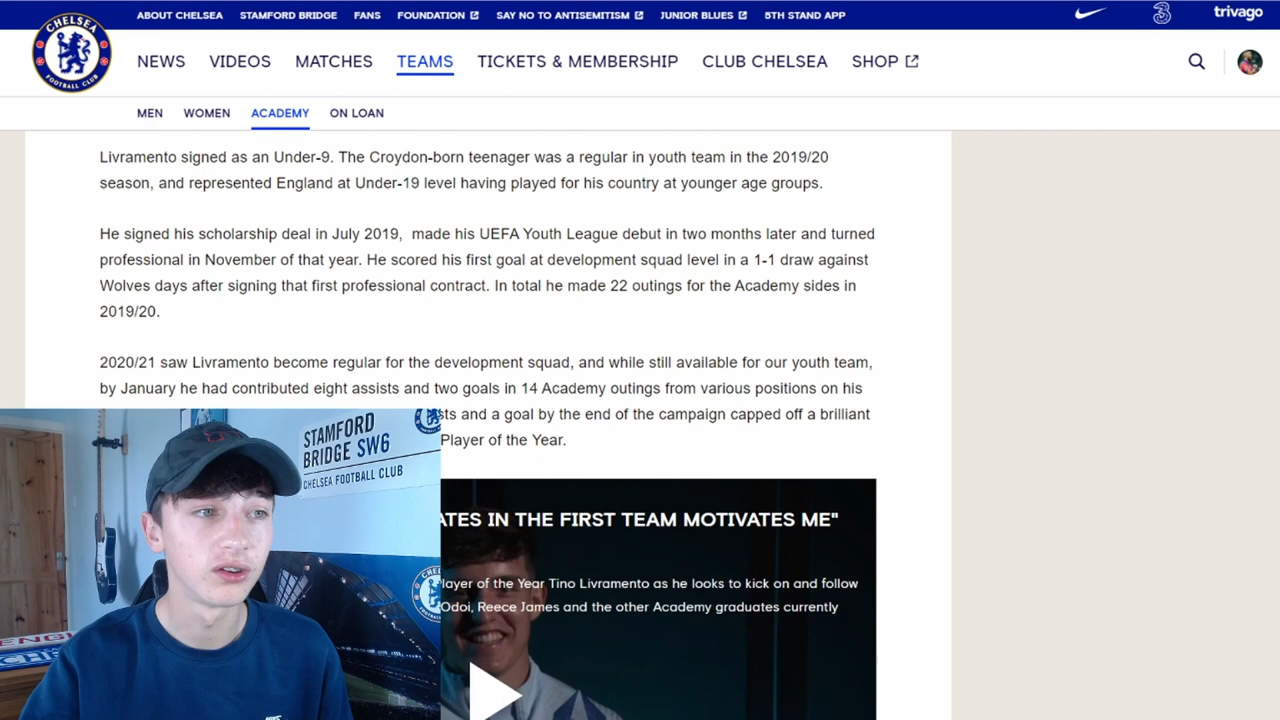 ABOUT CHELSEA STAMFORD BRIDGE FANS FOUNDATION SAY NO TO ANTISEMITISM JUNIOR BLUES 5TH STAND APP 3 trivago
CHELSEA FOOTBALL CLUB
NEWS VIDEOS MATCHES TEAMS TICKETS & MEMBERSHIP CLUB CHELSEA SHOP
MEN WOMEN ACADEMY ON LOAN
Livramento signed as an Under-9. The Croydon-born teenager was a regular in youth team in the 2019/20
season, and represented England at Under-19 level having played for his country at younger age groups.
He signed his scholarship deal in July 2019, made his UEFA Youth League debut in two months later and turned
professional in November of that year. He scored his first goal at development squad level in a 1-1 draw against
Wolves days after signing that first professional contract. In total he made 22 outings for the Academy sides in
2019/20.
2020/21 saw Livramento become regular for the development squad, and while still available for our youth team,
by January he had contributed eight assists and two goals in 14 Academy outings from various positions on his
sts and a goal by the end of the campaign capped off a brilliant
Player of the Year.
STAMFORD
BRIDGE SW6
CHELSEA FOOTBALL CLUB
ATES IN THE FIRST TEAM MOTIVATES ME"
layer of the Year Tino Livramento as he looks to kick on and follow
Odoi, Reece James and the other Academy graduates currently
ENGL
CHE